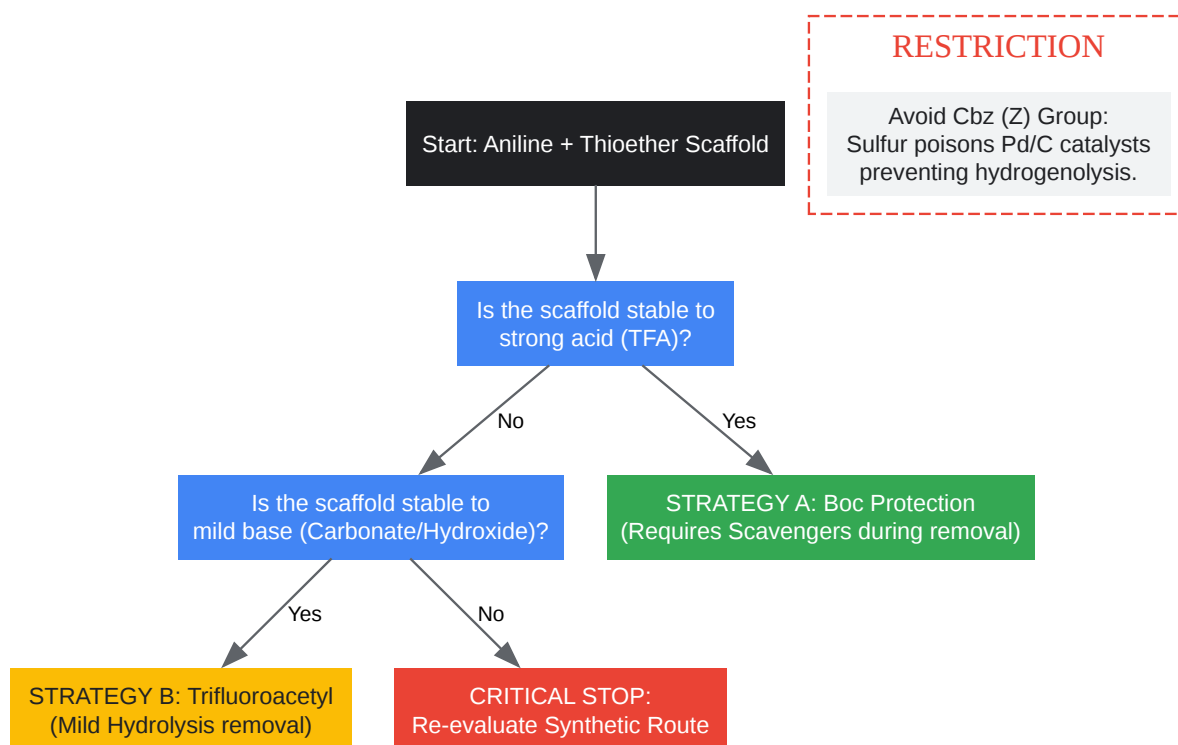 RESTRICTION
Avoid Cbz (Z) Group:
Sulfur poisons Pd/C catalysts
preventing hydrogenolysis.
Start: Aniline + Thioether Scaffold
Is the scaffold stable to
strong acid (TFA)?
No
Yes
Is the scaffold stable to
mild base (Carbonate/Hydroxide)?
STRATEGY A: Boc Protection
(Requires Scavengers during removal)
Yes
No
STRATEGY B: Trifluoroacetyl
(Mild Hydrolysis removal)
CRITICAL STOP:
Re-evaluate Synthetic Route